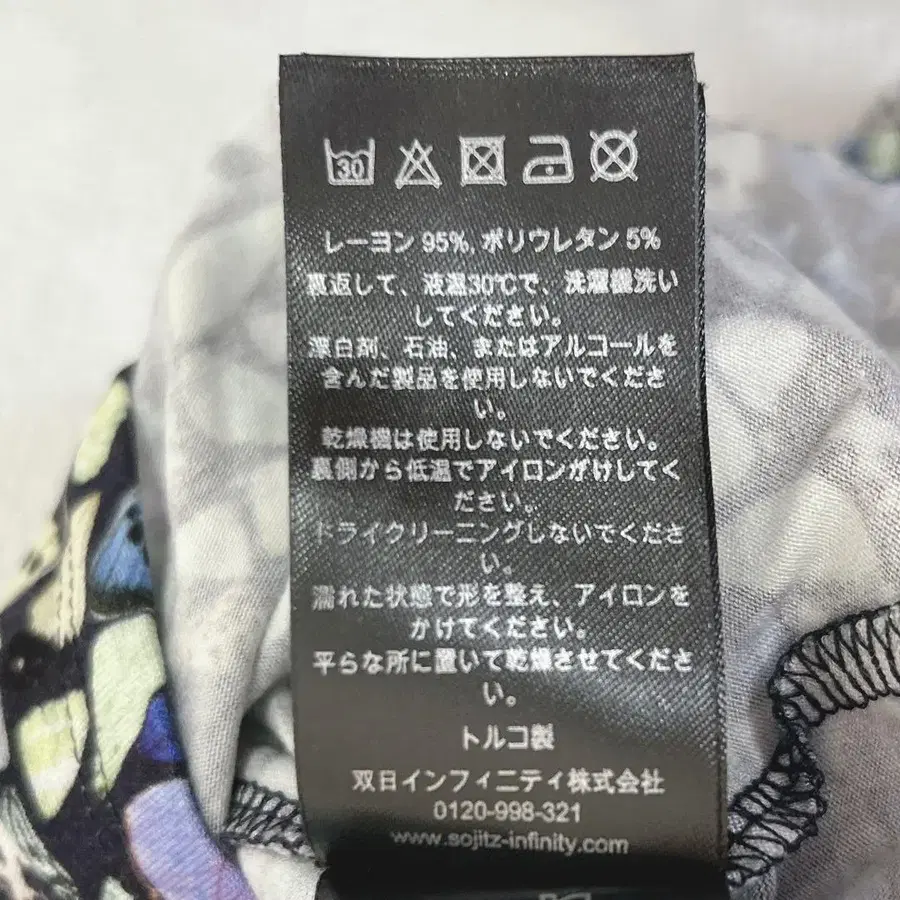 30
レーヨン 95%, ポリウレタン 5%
裏返して、液温30℃で、洗濯機洗い
してください。
漂白剤、石油、またはアルコールを
含んだ製品を使用しないでくださ
い。
乾燥機は使用しないでください。
裏側から低温でアイロンがけしてく
ださい。
ドライクリーニングしないでくださ
い。
濡れた状態で形を整え、アイロンを
かけてください。
平らな所に置いて乾燥させてくださ
い。
トルコ製
双日インフィニティ株式会社
0120-998-321
www.sojitz-infinity.com